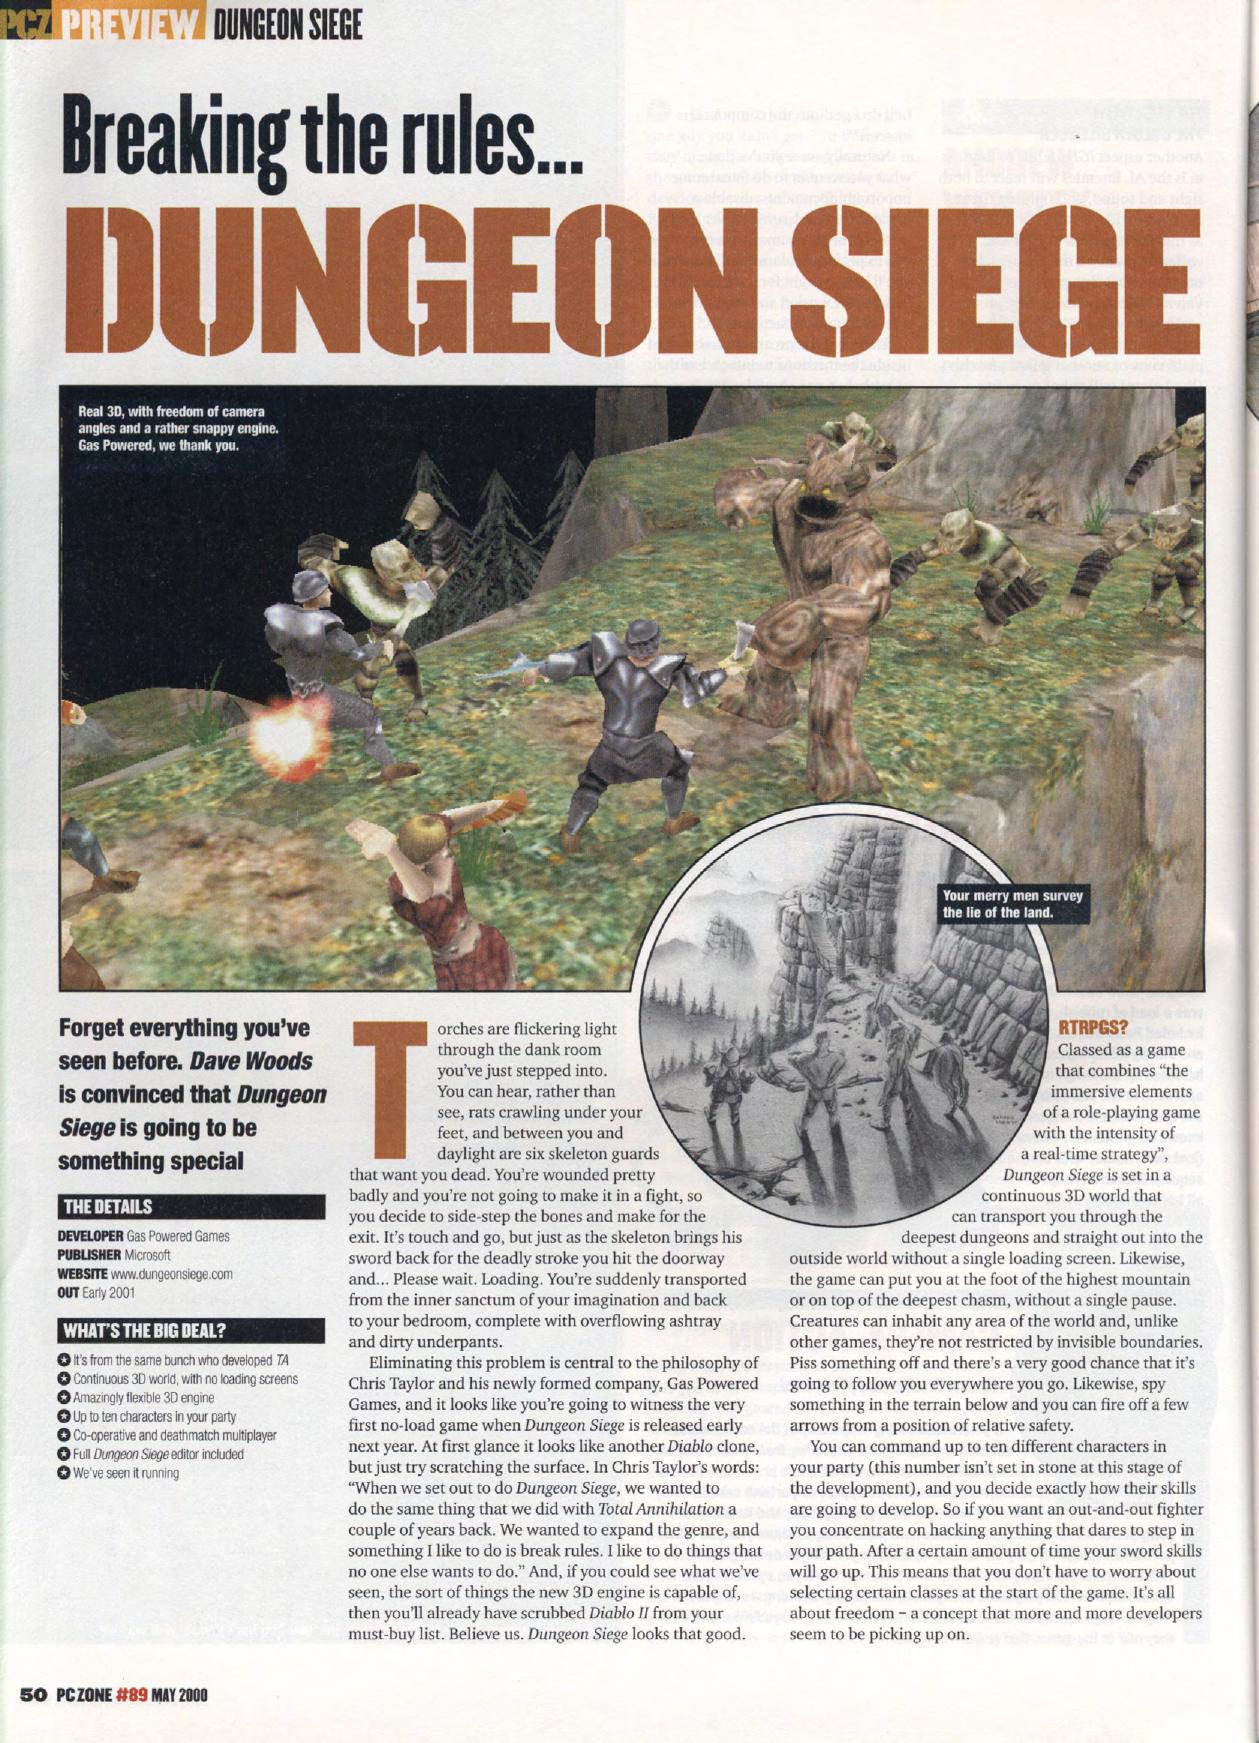 PCZ PREVIEW DUNGEON SIEGE
Breaking the rules...
DUNGEON SIEGE
Real 3D, with freedom of camera
angles and a rather snappy engine.
Gas Powered, we thank you.
Your merry men survey
the lie of the land.
Forget everything you've
seen before. Dave Woods
is convinced that Dungeon
Siege is going to be
something special
THE DETAILS
DEVELOPER Gas Powered Games
PUBLISHER Microsoft
WEBSITE www.dungeonsiege.com
OUT Early 2001
WHAT'S THE BIG DEAL?
It's from the same bunch who developed TA
Continuous 3D world, with no loading screens
Amazingly flexible 3D engine
Up to ten characters in your party
Co-operative and deathmatch multiplayer
Full Dungeon Siege editor included
We've seen it running
Torches are flickering light
through the dank room
you've just stepped into.
You can hear, rather than
see, rats crawling under your
feet, and between you and
daylight are six skeleton guards
that want you dead. You're wounded pretty
badly and you're not going to make it in a fight, so
you decide to side-step the bones and make for the
exit. It's touch and go, but just as the skeleton brings his
sword back for the deadly stroke you hit the doorway
and... Please wait. Loading. You're suddenly transported
from the inner sanctum of your imagination and back
to your bedroom, complete with overflowing ashtray
and dirty underpants.
Eliminating this problem is central to the philosophy of
Chris Taylor and his newly formed company, Gas Powered
Games, and it looks like you're going to witness the very
first no-load game when Dungeon Siege is released early
next year. At first glance it looks like another Diablo clone,
but just try scratching the surface. In Chris Taylor's words:
"When we set out to do Dungeon Siege, we wanted to
do the same thing that we did with Total Annihilation a
couple of years back. We wanted to expand the genre, and
something I like to do is break rules. I like to do things that
no one else wants to do." And, if you could see what we've
seen, the sort of things the new 3D engine is capable of,
then you'll already have scrubbed Diablo II from your
must-buy list. Believe us. Dungeon Siege looks that good.
RTRPGS?
Classed as a game
that combines "the
immersive elements
of a role-playing game
with the intensity of
a real-time strategy",
Dungeon Siege is set in a
continuous 3D world that
can transport you through the
deepest dungeons and straight out into the
outside world without a single loading screen. Likewise,
the game can put you at the foot of the highest mountain
or on top of the deepest chasm, without a single pause.
Creatures can inhabit any area of the world and, unlike
other games, they're not restricted by invisible boundaries.
Piss something off and there's a very good chance that it's
going to follow you everywhere you go. Likewise, spy
something in the terrain below and you can fire off a few
arrows from a position of relative safety.
You can command up to ten different characters in
your party (this number isn't set in stone at this stage of
the development), and you decide exactly how their skills
are going to develop. So if you want an out-and-out fighter
you concentrate on hacking anything that dares to step in
your path. After a certain amount of time your sword skills
will go up. This means that you don't have to worry about
selecting certain classes at the start of the game. It's all
about freedom – a concept that more and more developers
seem to be picking up on.
50 PC ZONE #89 MAY 2000